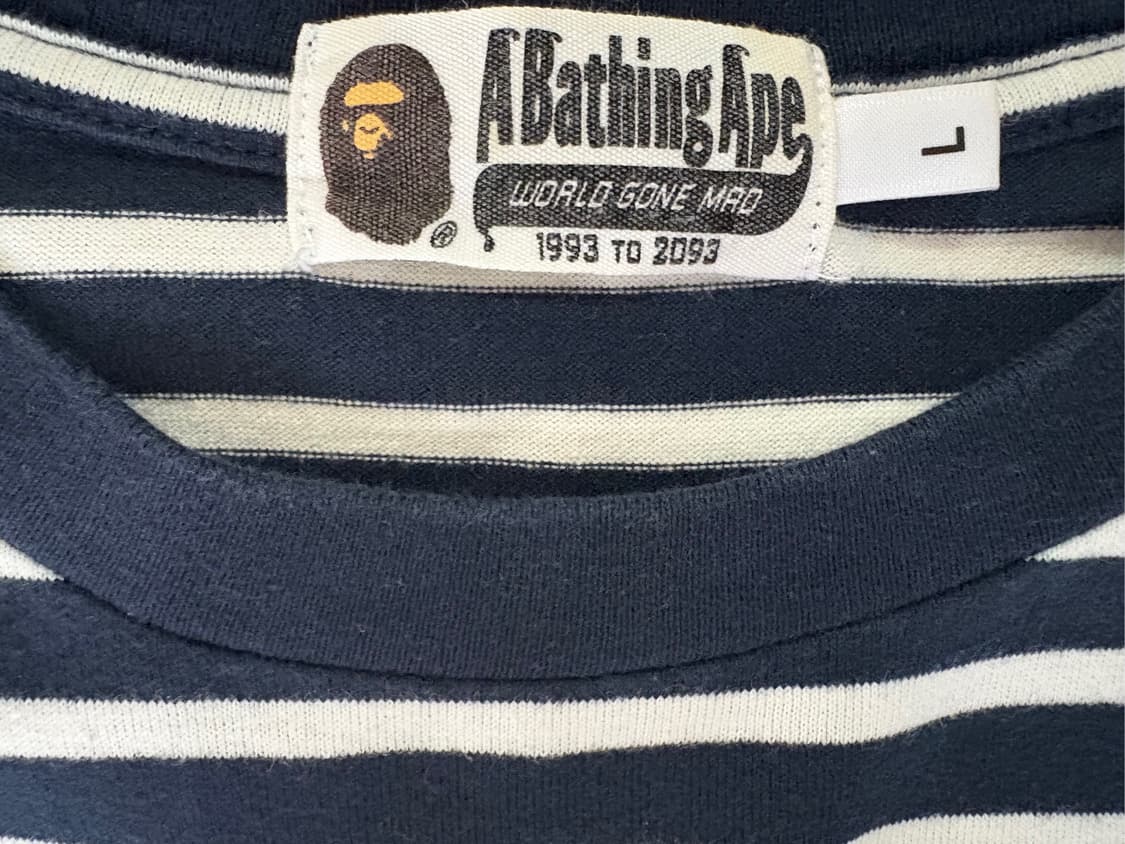 A Bathing Ape
WORLD GONE MAD
1993 TO 2093
®
L